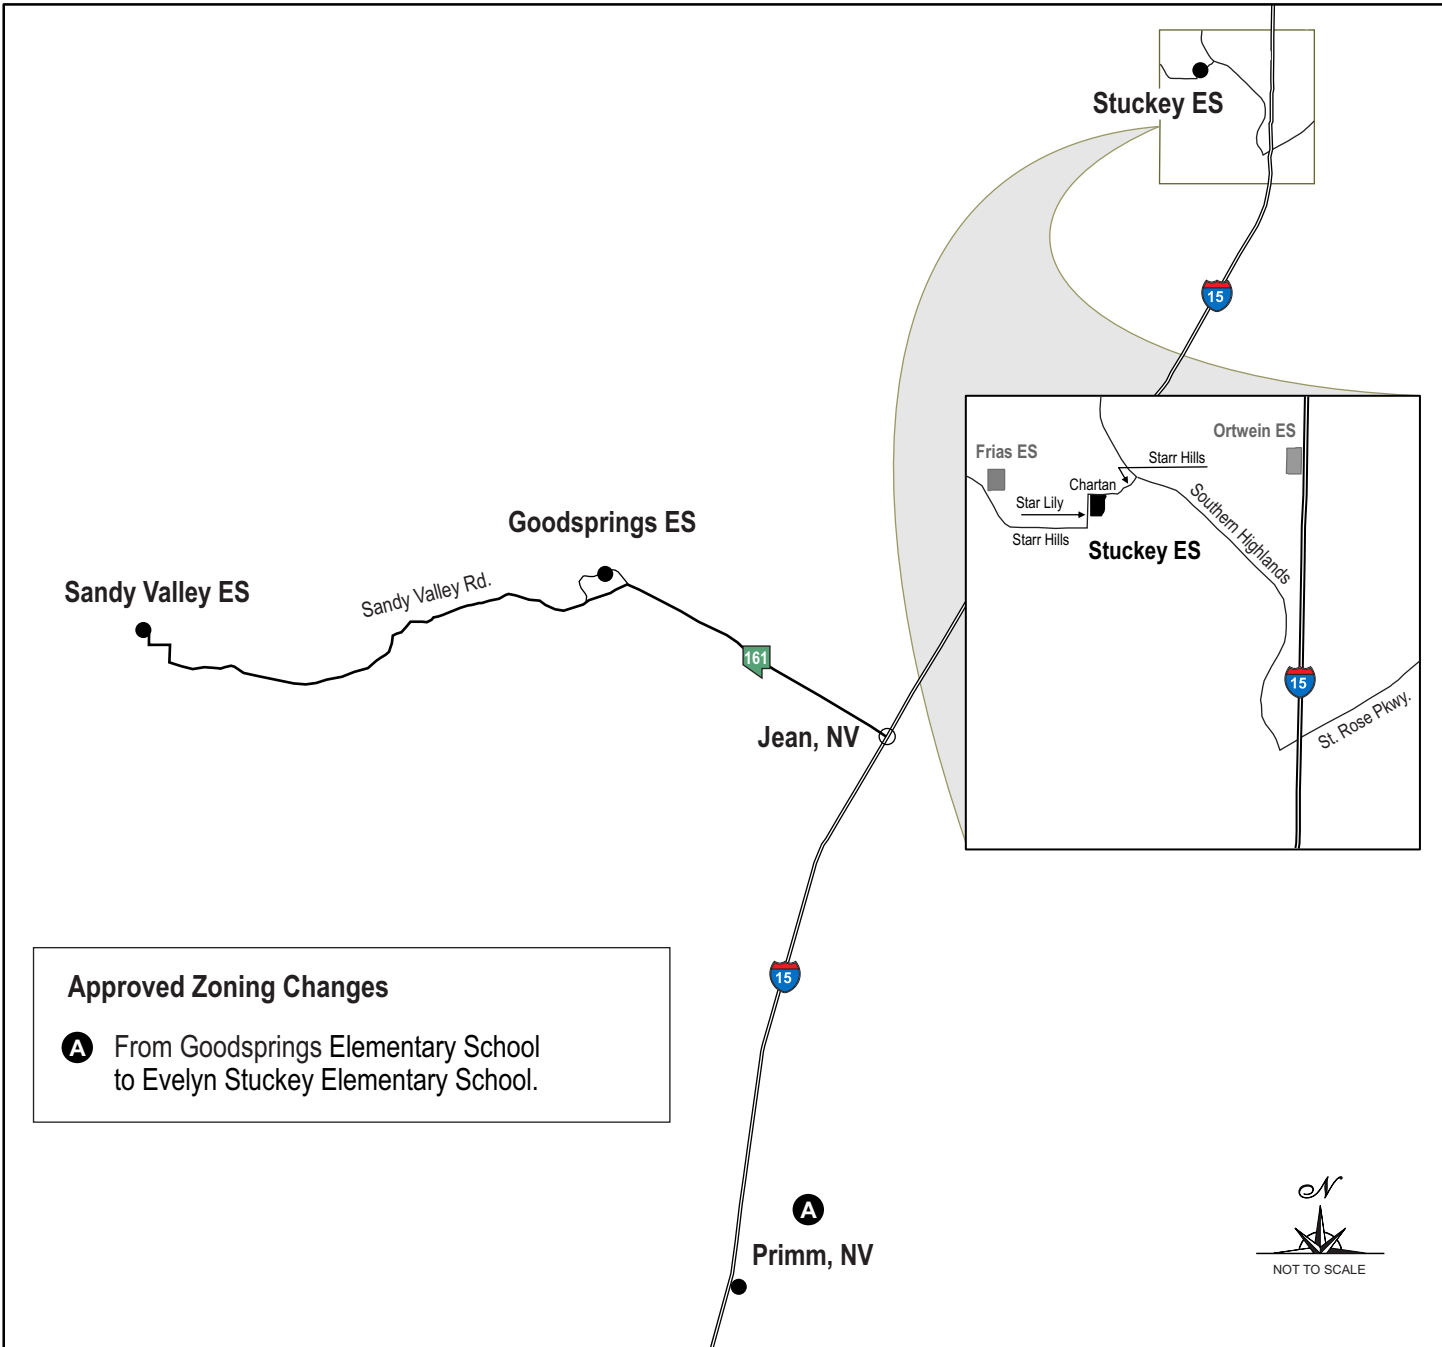 Stuckey ES
15
Frias ES
Ortwein ES
Starr Hills
Chartan
Star Lily
Starr Hills
Stuckey ES
Southern Highlands
15
St. Rose Pkwy.
Goodsprings ES
Sandy Valley ES
Sandy Valley Rd.
161
Jean, NV
15
Approved Zoning Changes
A From Goodsprings Elementary School
to Evelyn Stuckey Elementary School.
A
Primm, NV
N
NOT TO SCALE